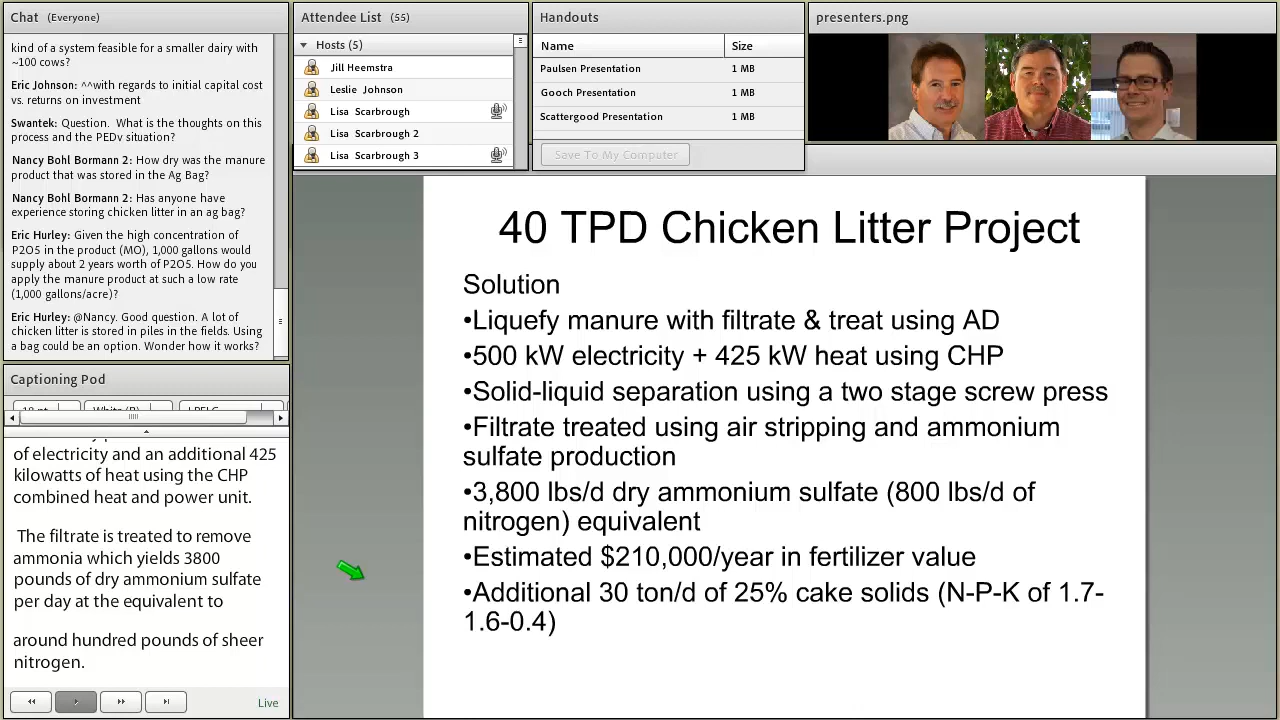 Chat (Everyone)
kind of a system feasible for a smaller dairy with
~100 cows?
Eric Johnson: ^^with regards to initial capital cost
vs. returns on investment
Swantek: Question.  What is the thoughts on this
process and the PEDv situation?
Nancy Bohl Bormann 2: How dry was the manure
product that was stored in the Ag Bag?
Nancy Bohl Bormann 2: Has anyone have
experience storing chicken litter in an ag bag?
Eric Hurley: Given the high concentration of
P2O5 in the product (MO), 1,000 gallons would
supply about 2 years worth of P2O5. How do you
apply the manure product at such a low rate
(1,000 gallons/acre)?
Eric Hurley: @Nancy. Good question. A lot of
chicken litter is stored in piles in the fields. Using
a bag could be an option. Wonder how it works?
Captioning Pod
of electricity and an additional 425
kilowatts of heat using the CHP
combined heat and power unit.
The filtrate is treated to remove
ammonia which yields 3800
pounds of dry ammonium sulfate
per day at the equivalent to
around hundred pounds of sheer
nitrogen.
Live
Attendee List (55)
Hosts (5)
Jill Heemstra
Leslie Johnson
Lisa Scarbrough
Lisa Scarbrough 2
Lisa Scarbrough 3
Handouts
Name Size
Paulsen Presentation 1 MB
Gooch Presentation 1 MB
Scattergood Presentation 1 MB
Save To My Computer
presenters.png
40 TPD Chicken Litter Project
Solution
•Liquefy manure with filtrate & treat using AD
•500 kW electricity + 425 kW heat using CHP
•Solid-liquid separation using a two stage screw press
•Filtrate treated using air stripping and ammonium
sulfate production
•3,800 lbs/d dry ammonium sulfate (800 lbs/d of
nitrogen) equivalent
•Estimated $210,000/year in fertilizer value
•Additional 30 ton/d of 25% cake solids (N-P-K of 1.7-
1.6-0.4)